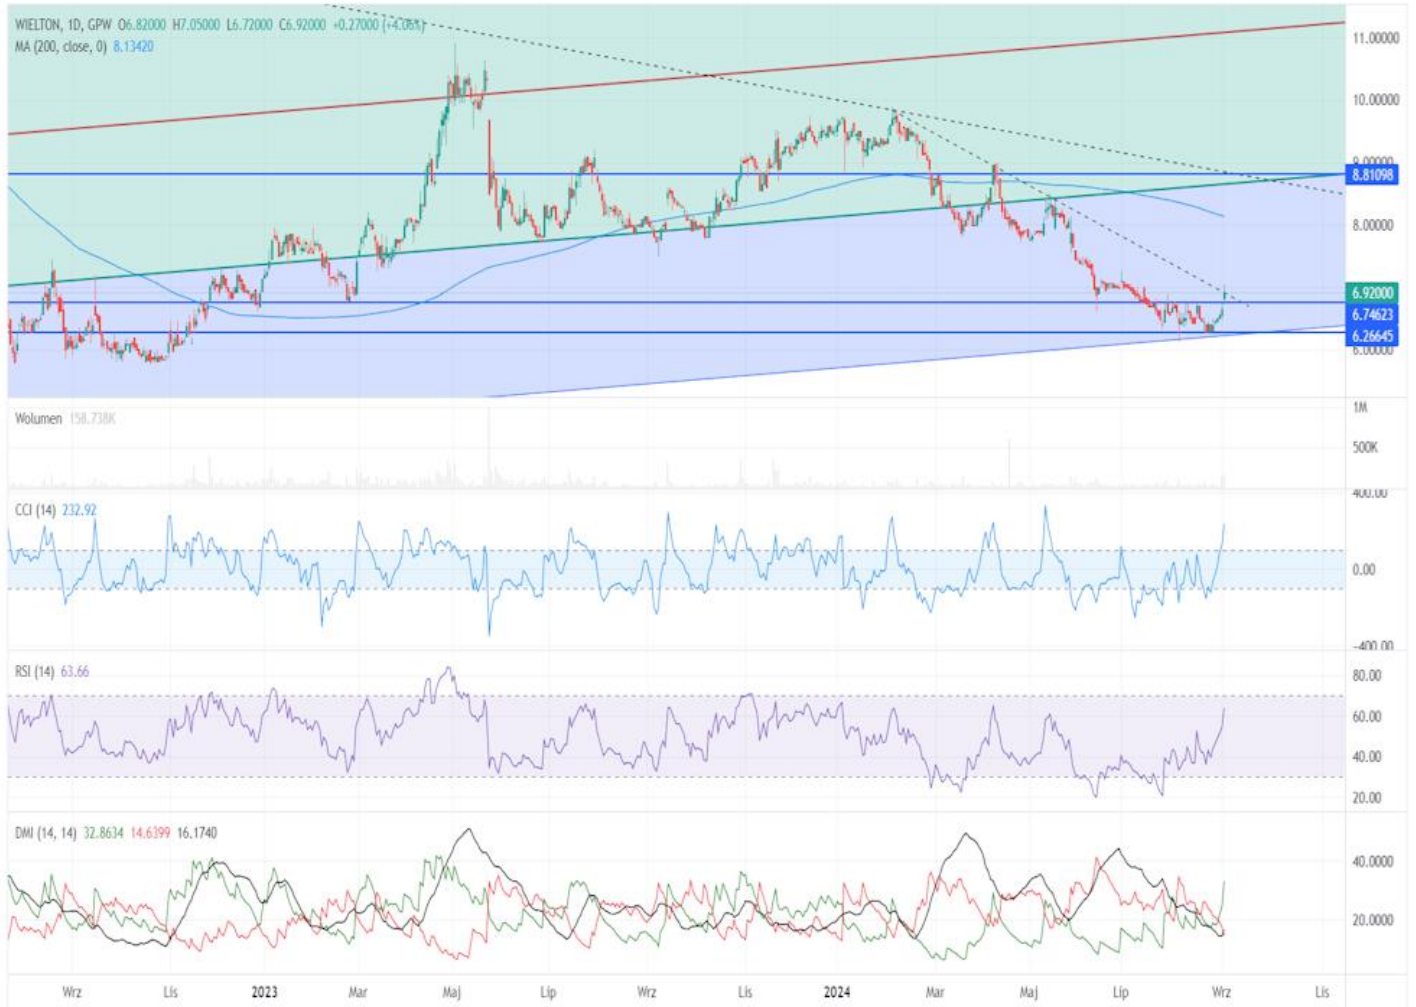 WIELTON, 1D, GPW O6.82000 H7.05000 L6.72000 C6.92000 +0.27000 (+4.06%)
MA (200, close, 0) 8.13420
11.00000
10.00000
9.00000
8.81098
8.00000
6.92000
6.74623
6.26645
6.00000
Wolumen 158.738K
1M
500K
CCI (14) 232.92
400.00
0.00
-400.00
RSI (14) 63.66
80.00
60.00
40.00
20.00
DMI (14, 14) 32.8634 14.6399 16.1740
40.0000
20.0000
Wrz Lis 2023 Mar Maj Lip Wrz Lis 2024 Mar Maj Lip Wrz Lis